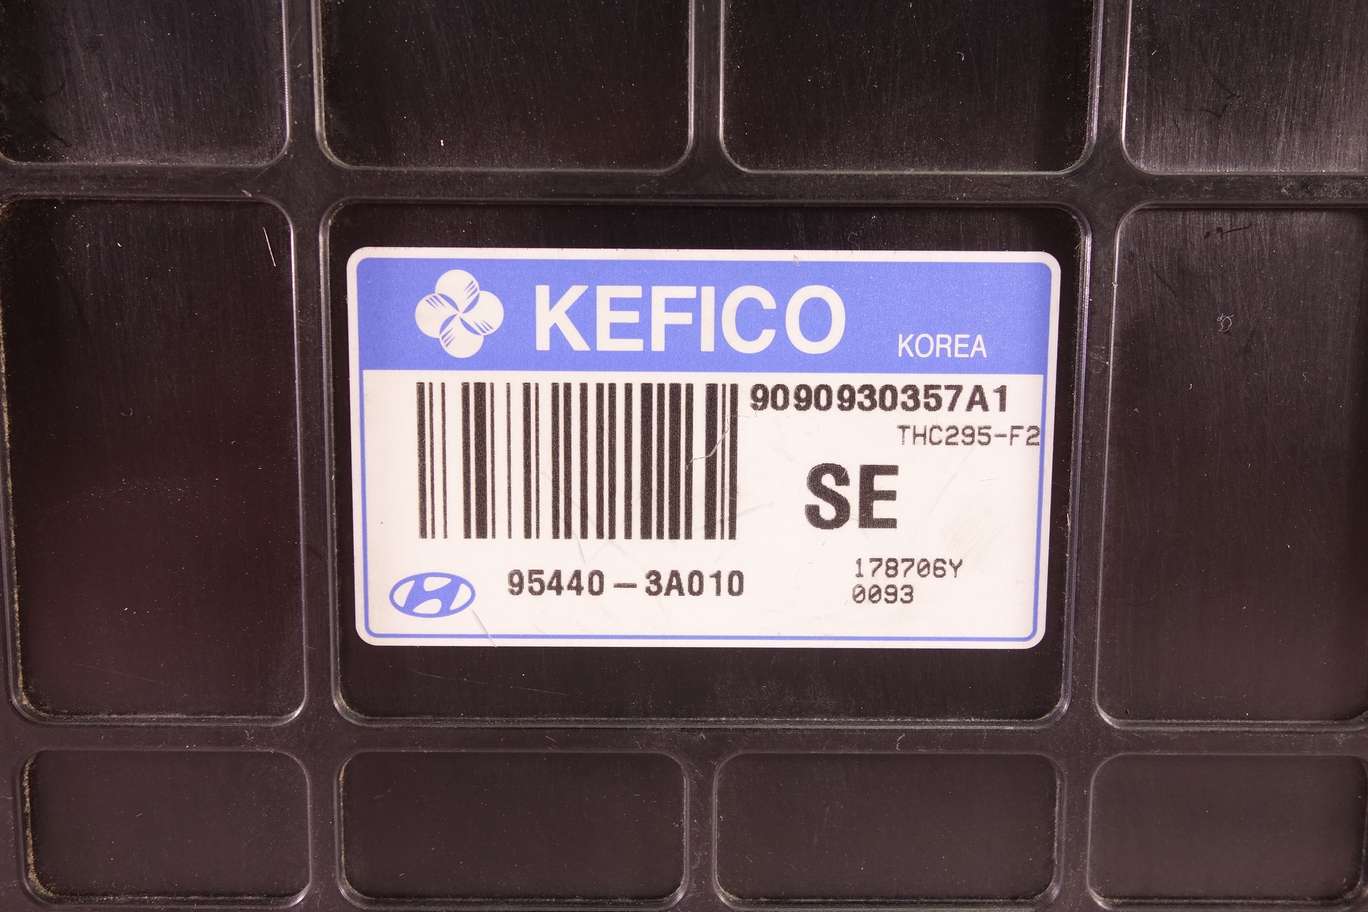 KEFICO KOREA
9090930357A1
THC295-F2
SE
95440-3A010
178706Y
0093